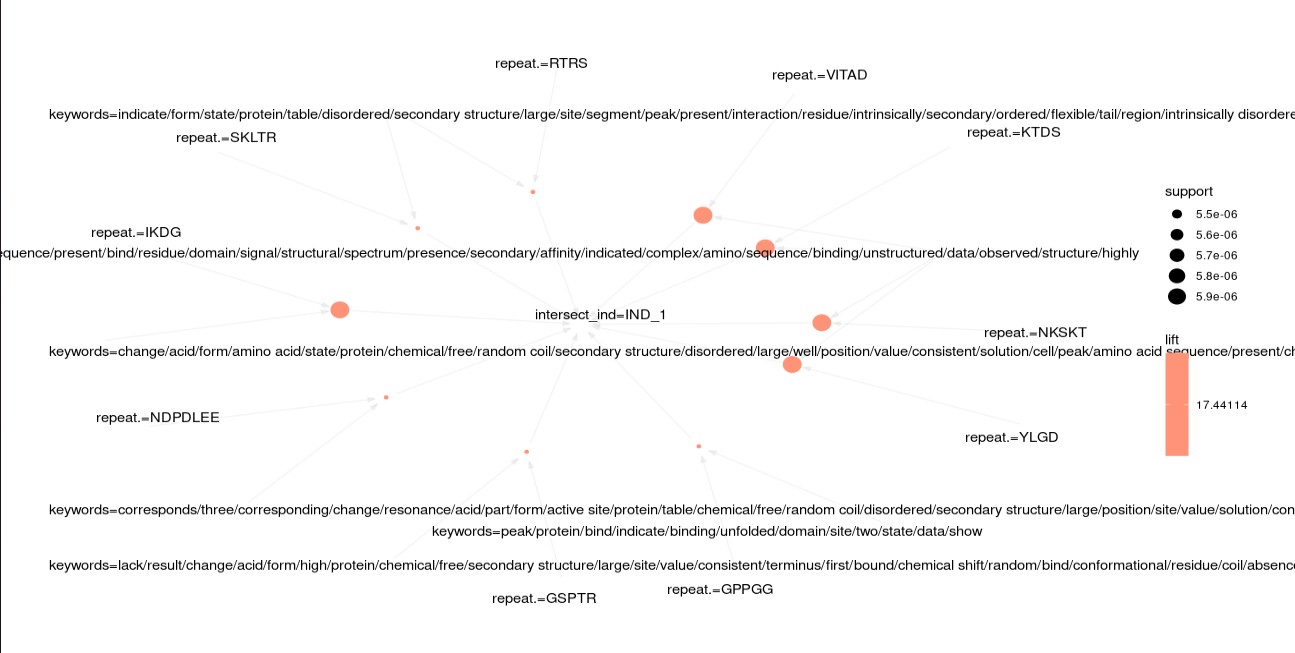 repeat.=RTRS
repeat.=VITAD
keywords=indicate/form/state/protein/table/disordered/secondary structure/large/site/segment/peak/present/interaction/residue/intrinsically/secondary/ordered/flexible/tail/region/intrinsically disordere
repeat.=KTDS
repeat.=SKLTR
support
5.5e-06
repeat.=IKDG
5.6e-06
equence/present/bind/residue/domain/signal/structural/spectrum/presence/secondary/affinity/indicated/complex/amino/sequence/binding/unstructured/data/observed/structure/highly
5.7e-06
5.8e-06
5.9e-06
intersect_ind=IND_1
repeat.=NKSKT
lift
keywords=change/acid/form/amino acid/state/protein/chemical/free/random coil/secondary structure/disordered/large/well/position/value/consistent/solution/cell/peak/amino acid sequence/present/ch
17.44114
repeat.=NDPDLEE
repeat.=YLGD
keywords=corresponds/three/corresponding/change/resonance/acid/part/form/active site/protein/table/chemical/free/random coil/disordered/secondary structure/large/position/site/value/solution/con
keywords=peak/protein/bind/indicate/binding/unfolded/domain/site/two/state/data/show
keywords=lack/result/change/acid/form/high/protein/chemical/free/secondary structure/large/site/value/consistent/terminus/first/bound/chemical shift/random/bind/conformational/residue/coil/absence
repeat.=GPPGG
repeat.=GSPTR